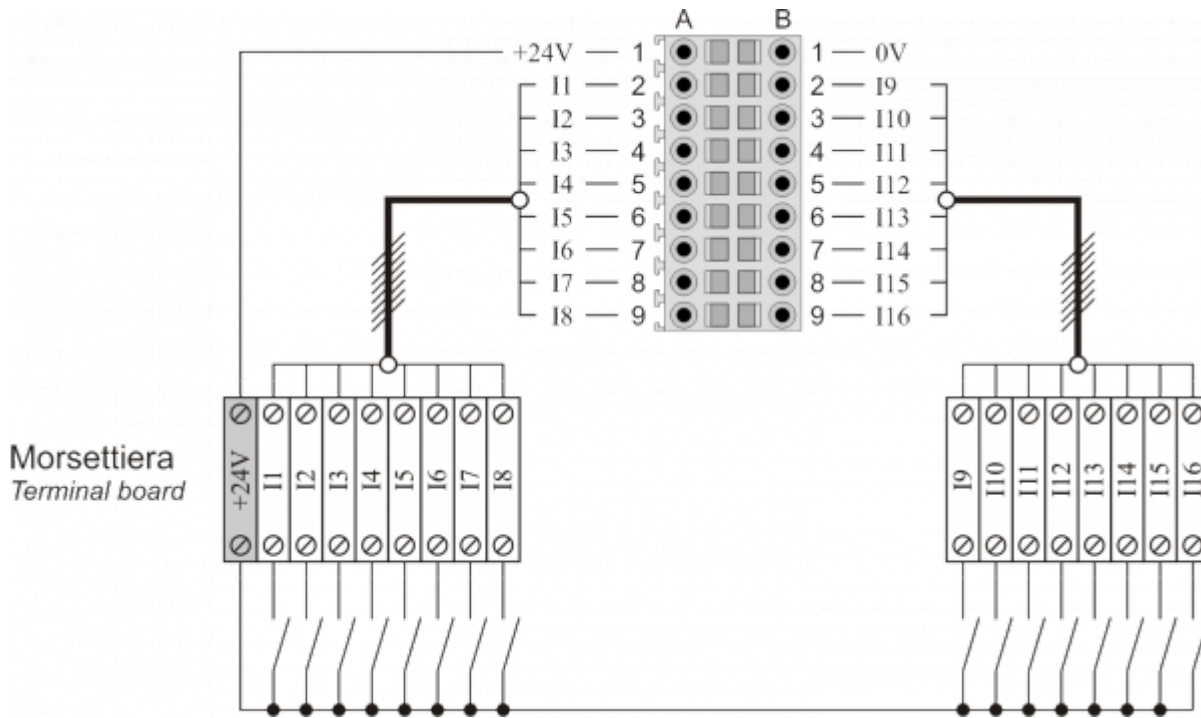 A B
+24V 1 1 0V
I1 2 2 I9
I2 3 3 I10
I3 4 4 I11
I4 5 5 I12
I5 6 6 I13
I6 7 7 I14
I7 8 8 I15
I8 9 9 I16
Morsettiera
Terminal board
+24V I1 I2 I3 I4 I5 I6 I7 I8
I9 I10 I11 I12 I13 I14 I15 I16